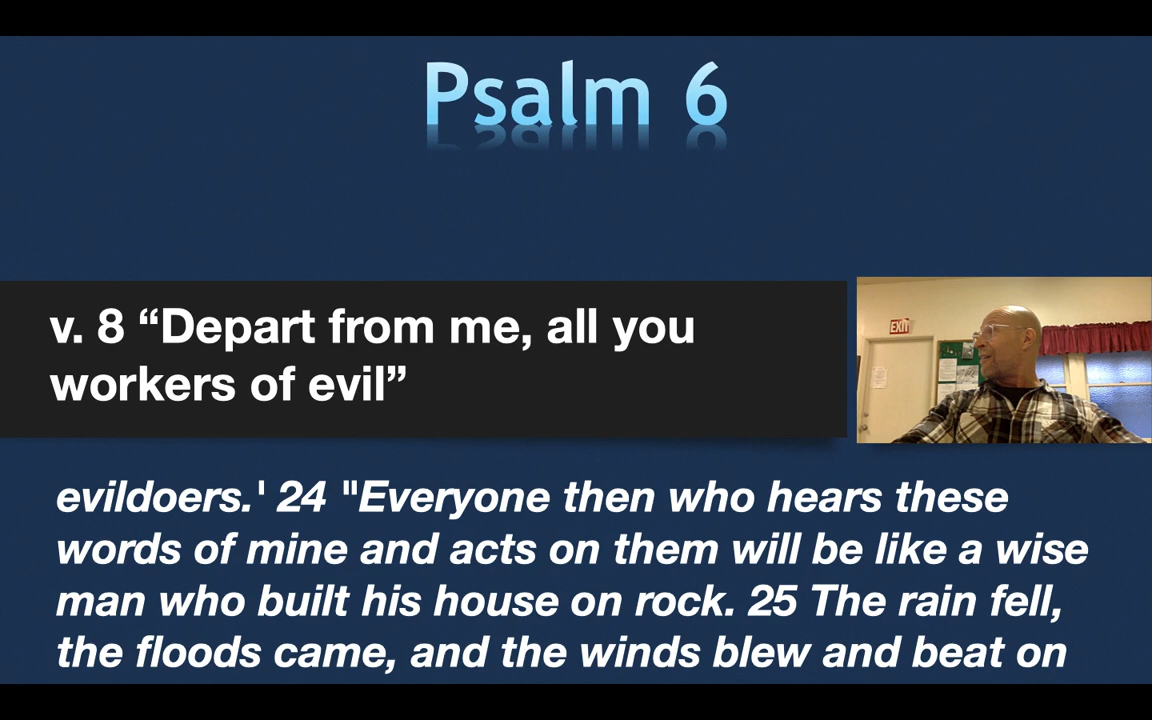 Psalm 6
v. 8 “Depart from me, all you
workers of evil”
EXIT
evildoers.' 24 "Everyone then who hears these
words of mine and acts on them will be like a wise
man who built his house on rock. 25 The rain fell,
the floods came, and the winds blew and beat on